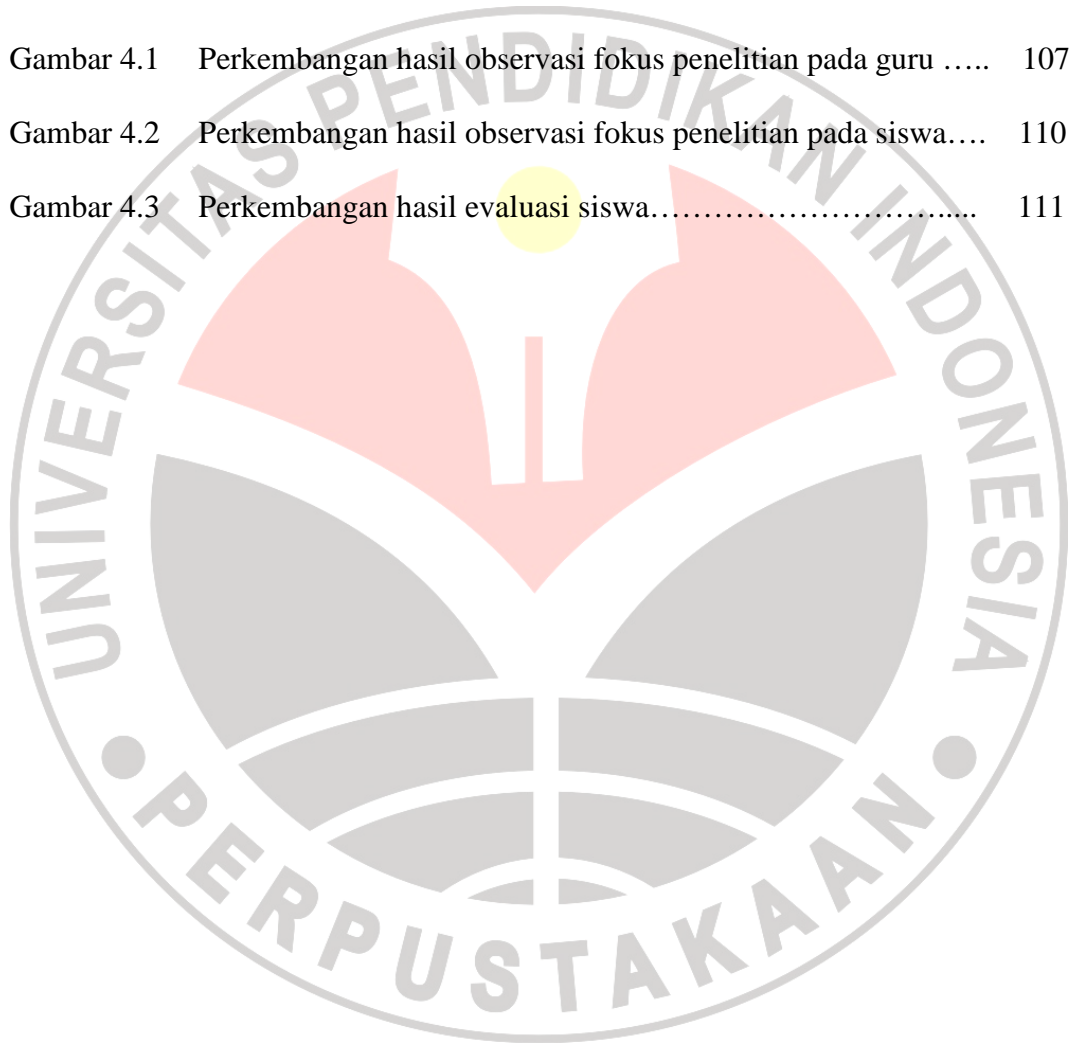 Gambar 4.1 Perkembangan hasil observasi fokus penelitian pada guru ….. 107
Gambar 4.2 Perkembangan hasil observasi fokus penelitian pada siswa…. 110
Gambar 4.3 Perkembangan hasil evaluasi siswa………………………..... 111
UNIVERSITAS PENDIDIKAN INDONESIA
PERPUSTAKAAN